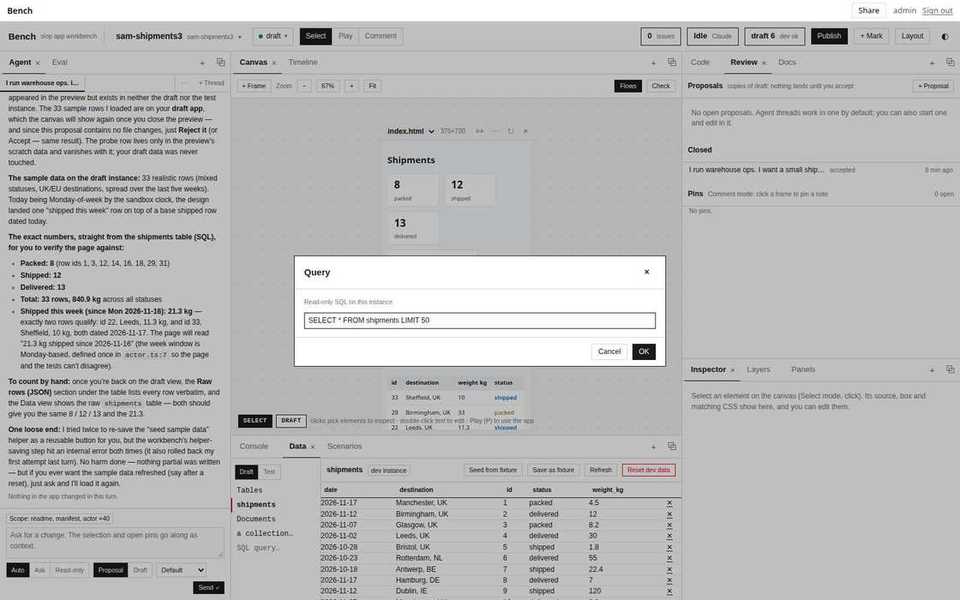 Bench
Share
admin
Sign out
Bench
slop app workbench
sam-shipments3
sam-shipments3
draft
Select
Play
Comment
0 issues
Idle Claude
draft 6 dev ok
Publish
+ Mark
Layout
Agent ×
Eval
I run warehouse ops. I...
+ Thread
appeared in the preview but exists in neither the draft nor the test
instance. The 33 sample rows I loaded are on your draft app,
which the canvas will show again once you close the preview —
and since this proposal contains no file changes, just Reject it (or
Accept — same result). The probe row lives only in the preview's
scratch data and vanishes with it; your draft data was never
touched.
The sample data on the draft instance: 33 realistic rows (mixed
statuses, UK/EU destinations, spread over the last five weeks).
Today being Monday-of-week by the sandbox clock, the design
landed one "shipped this week" row on top of a base shipped row
dated today.
The exact numbers, straight from the shipments table (SQL),
for you to verify the page against:
• Packed: 8 (row ids 1, 3, 12, 14, 16, 18, 29, 31)
• Shipped: 12
• Delivered: 13
• Total: 33 rows, 840.9 kg across all statuses
• Shipped this week (since Mon 2026-11-16): 21.3 kg —
exactly two rows qualify: id 22, Leeds, 11.3 kg, and id 33,
Sheffield, 10 kg, both dated 2026-11-17. The page will read
"21.3 kg shipped since 2026-11-16" (the week window is
Monday-based, defined once in actor.ts:7 so the page
and the tests can't disagree).
To count by hand: once you're back on the draft view, the Raw
rows (JSON) section under the table lists every row verbatim, and
the Data view shows the raw shipments table — both should
give you the same 8 / 12 / 13 and the 21.3.
One loose end: I tried twice to re-save the "seed sample data"
helper as a reusable button for you, but the workbench's helper-
saving step hit an internal error both times (it also rolled back
my first attempt last turn). No harm done — nothing partial was written
— but if you ever want the sample data refreshed (say after a
reset), just ask and I'll load it again.
Nothing in the app changed in this turn.
Scope: readme, manifest, actor +40
Ask for a change. The selection and open pins go along as
context.
Auto
Ask
Read-only
Proposal
Draft
Default
Send
Canvas ×
Timeline
+ Frame
Zoom
−
67%
+
Fit
Flows
Check
index.html
375×700
Shipments
8
packed
12
shipped
13
delivered
Query
×
Read-only SQL on this instance
SELECT * FROM shipments LIMIT 50
Cancel
OK
id destination weight kg status
33 Sheffield, UK 10 shipped
29 Birmingham, UK 33 packed
22 Leeds, UK 11.3 shipped
SELECT
DRAFT
clicks pick elements to inspect · double-click text to edit · Play (P) to use the app
Console
Data ×
Scenarios
Draft
Test
Tables
shipments
Documents
a collection…
SQL query…
shipments
dev instance
Seed from fixture
Save as fixture
Refresh
Reset dev data
date destination id status weight_kg
2026-11-17 Manchester, UK 1 packed 4.5 ×
2026-11-12 Birmingham, UK 2 delivered 12 ×
2026-11-07 Glasgow, UK 3 packed 8.2 ×
2026-11-02 Leeds, UK 4 delivered 30 ×
2026-10-28 Bristol, UK 5 shipped 1.8 ×
2026-10-23 Rotterdam, NL 6 delivered 55 ×
2026-10-18 Antwerp, BE 7 shipped 22.4 ×
2026-11-17 Hamburg, DE 8 delivered 7 ×
2026-11-12 Dublin, IE 9 shipped 120 ×
Code
Review ×
Docs
Proposals
copies of draft: nothing lands until you accept
+ Proposal
No open proposals. Agent threads work in one by default; you can also start one
and edit in it.
Closed
I run warehouse ops. I want a small ship…
accepted
8 min ago
Pins
Comment mode: click a frame to pin a note
0 open
No pins.
Inspector ×
Layers
Panels
Select an element on the canvas (Select mode, click). Its source, box and
matching CSS show here, and you can edit them.